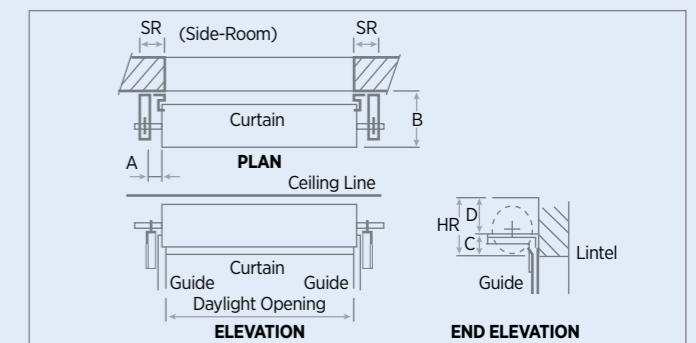 SR (Side-Room) SR
Curtain
B
A
PLAN
Ceiling Line
Curtain
Guide Guide
Daylight Opening
ELEVATION
HR
D
C
Lintel
Guide
END ELEVATION